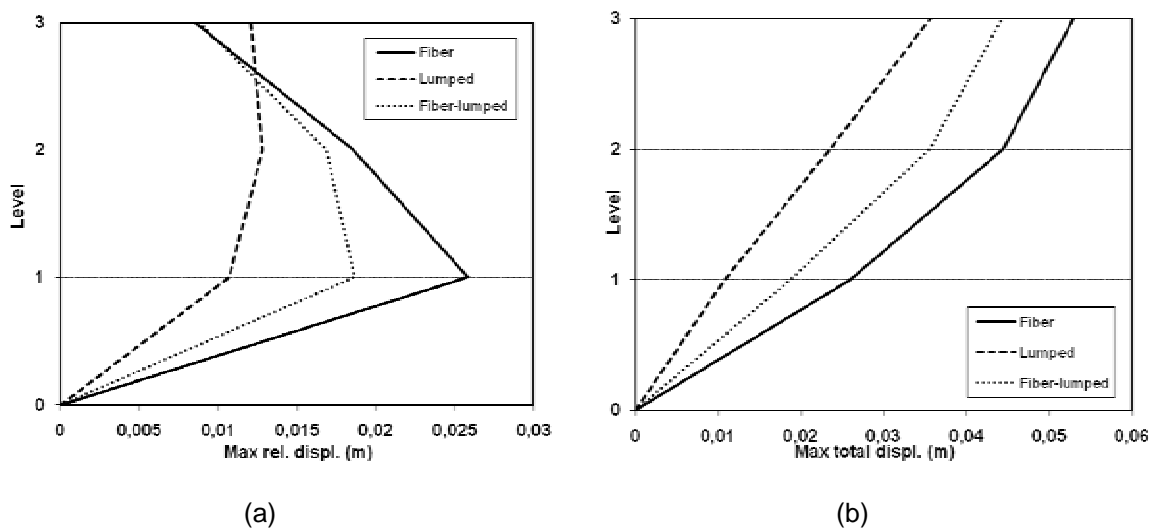 3
2
1
0
Level
0
0,005
0,01
0,015
0,02
0,025
0,03
Max rel. displ. (m)
Fiber
Lumped
Fiber-lumped
(a)
3
2
1
0
Level
0
0,01
0,02
0,03
0,04
0,05
0,06
Max total displ. (m)
Fiber
Lumped
Fiber-lumped
(b)